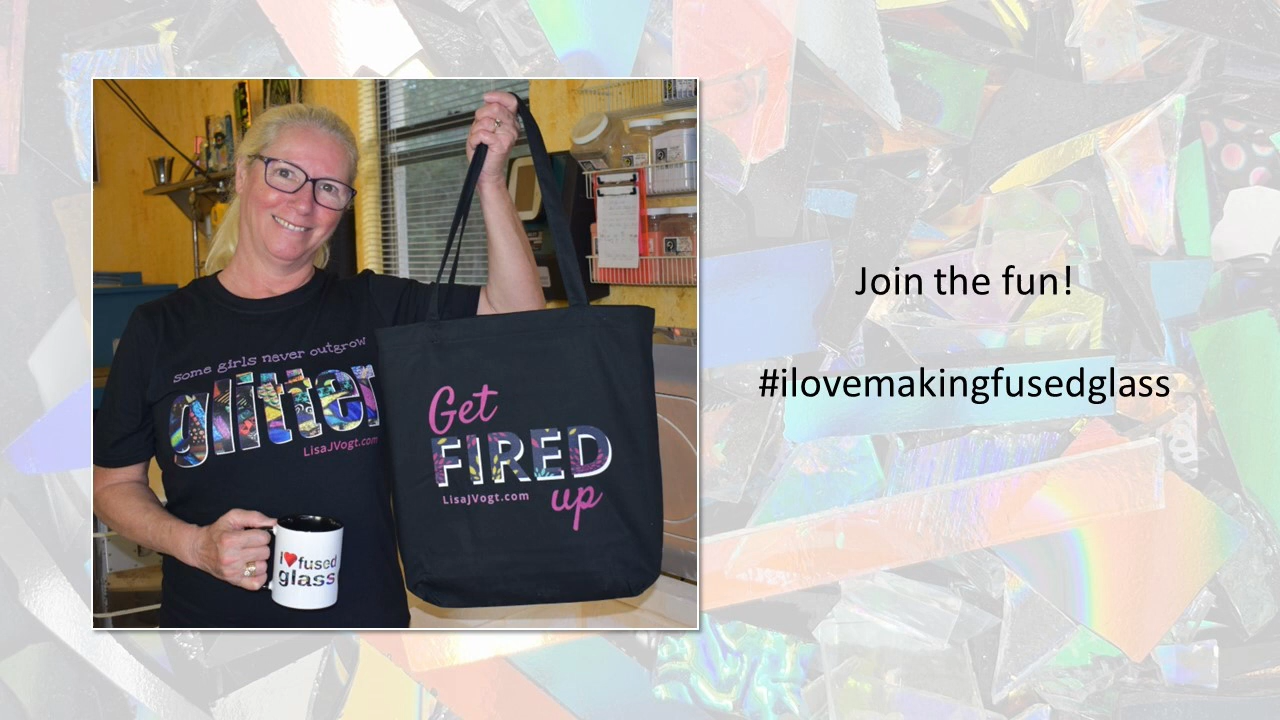 some girls never outgrow
glitter
LisaJVogt.com
Get
FIRED
up
LisaJVogt.com
I ♥ fused
glass
Join the fun!
#ilovemakingfusedglass